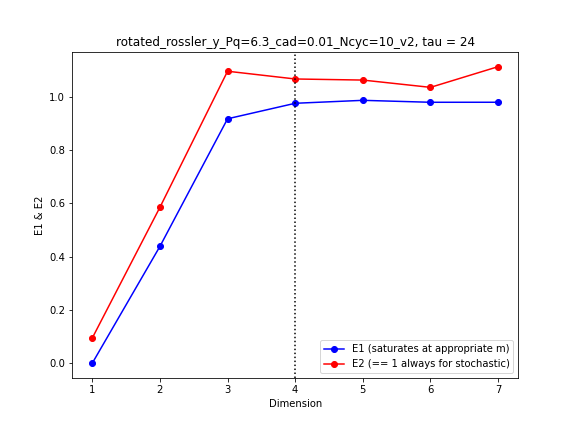 rotated_rossler_y_Pq=6.3_cad=0.01_Ncyc=10_v2, tau = 24
E1 & E2
1.0
0.8
0.6
0.4
0.2
0.0
E1 (saturates at appropriate m)
E2 (== 1 always for stochastic)
1 2 3 4 5 6 7
Dimension